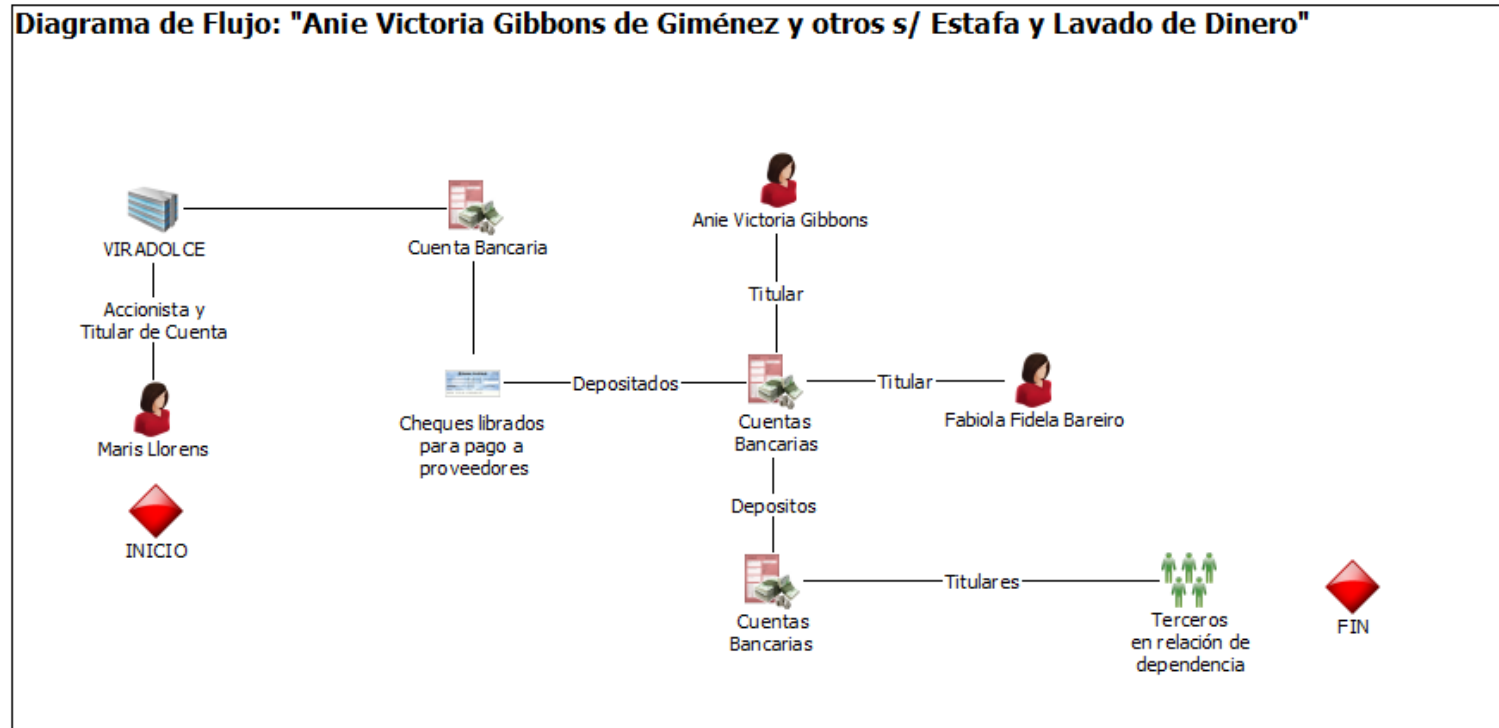 Diagrama de Flujo: "Anie Victoria Gibbons de Giménez y otros s/ Estafa y Lavado de Dinero"
VIRADOLCE
Cuenta Bancaria
Anie Victoria Gibbons
Accionista y
Titular de Cuenta
Titular
Maris Llorens
Cheques librados
para pago a
proveedores
Depositados
Cuentas
Bancarias
Titular
Fabiola Fidela Bareiro
INICIO
Depositos
Cuentas
Bancarias
Titulares
Terceros
en relación de
dependencia
FIN